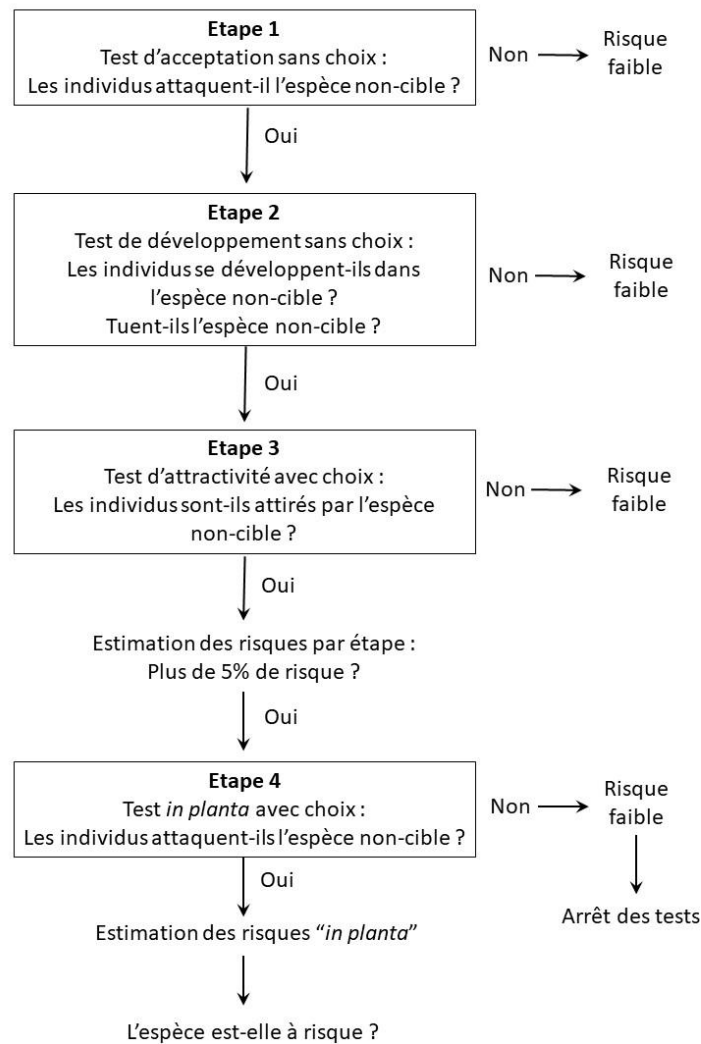 Etape 1
Test d'acceptation sans choix :
Les individus attaquent-il l'espèce non-cible ?
Non
Risque
faible
Oui
Etape 2
Test de développement sans choix :
Les individus se développent-ils dans
l'espèce non-cible ?
Tuent-ils l'espèce non-cible ?
Non
Risque
faible
Oui
Etape 3
Test d'attractivité avec choix :
Les individus sont-ils attirés par l'espèce
non-cible ?
Non
Risque
faible
Oui
Estimation des risques par étape :
Plus de 5% de risque ?
Oui
Etape 4
Test in planta avec choix :
Les individus attaquent-ils l'espèce non-cible ?
Non
Risque
faible
Oui
Arrêt des tests
Estimation des risques "in planta"
L'espèce est-elle à risque ?